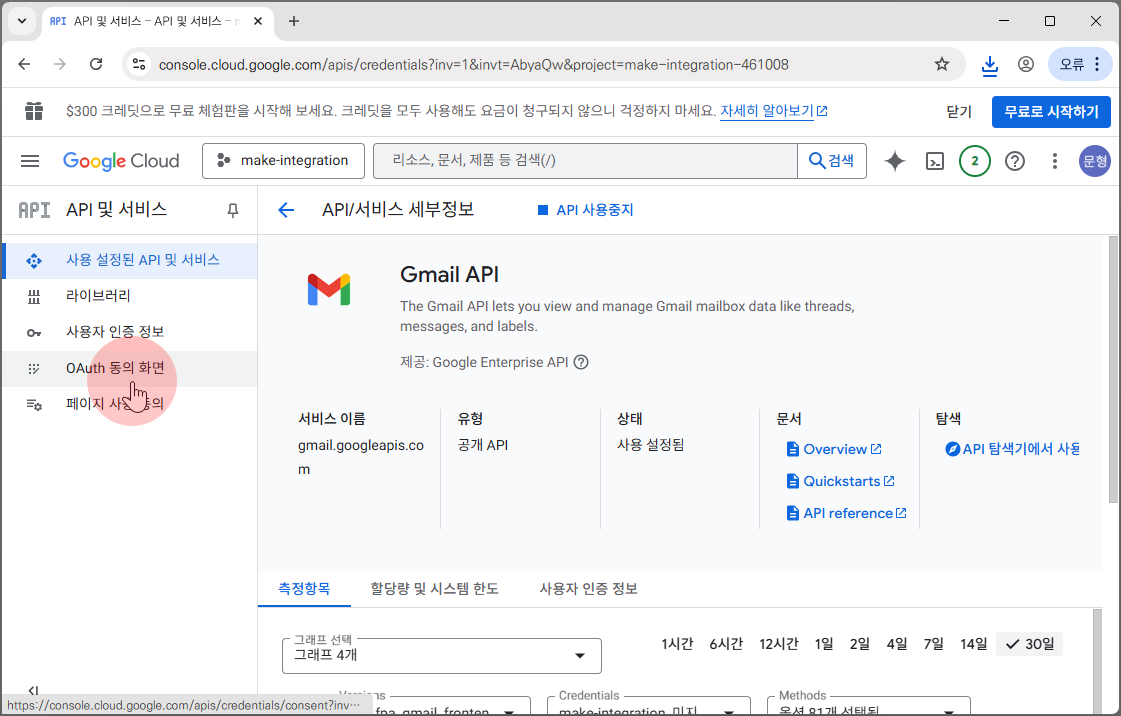 API API 및 서비스 – API 및 서비스 –
console.cloud.google.com/apis/credentials?inv=1&invt=AbyaQw&project=make-integration-461008
오류
$300 크레딧으로 무료 체험판을 시작해 보세요. 크레딧을 모두 사용해도 요금이 청구되지 않으니 걱정하지 마세요. 자세히 알아보기
닫기
무료로 시작하기
Google Cloud
make-integration
리소스, 문서, 제품 등 검색(/)
검색
2
문형
API API 및 서비스
API/서비스 세부정보
API 사용중지
사용 설정된 API 및 서비스
라이브러리
사용자 인증 정보
OAuth 동의 화면
페이지 사용 동의
Gmail API
The Gmail API lets you view and manage Gmail mailbox data like threads,
messages, and labels.
제공: Google Enterprise API
서비스 이름
gmail.googleapis.co
m
유형
공개 API
상태
사용 설정됨
문서
Overview
Quickstarts
API reference
탐색
API 탐색기에서 사용
측정항목
할당량 및 시스템 한도
사용자 인증 정보
그래프 선택
그래프 4개
1시간 6시간 12시간 1일 2일 4일 7일 14일 30일
Versions
fpa_gmail_fronten
Credentials
make-integration 미지
Methods
옵션 81개 선택됨
https://console.cloud.google.com/apis/credentials/consent?inv…